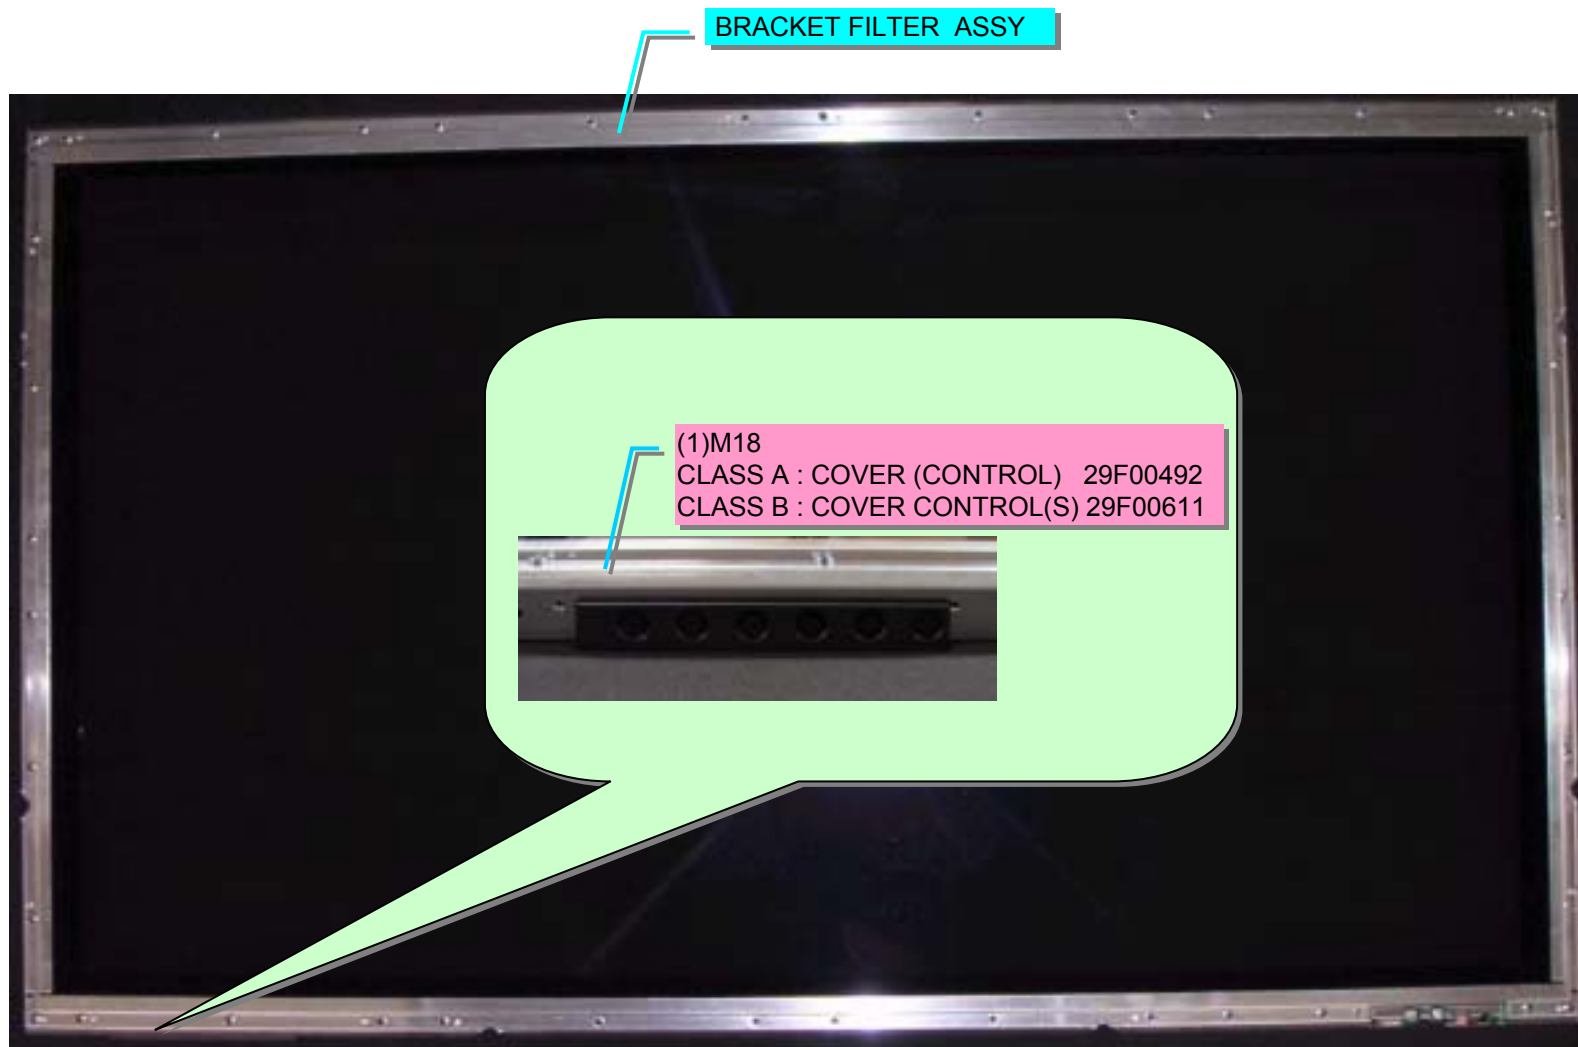 BRACKET FILTER ASSY
(1)M18
CLASS A : COVER (CONTROL) 29F00492
CLASS B : COVER CONTROL(S) 29F00611